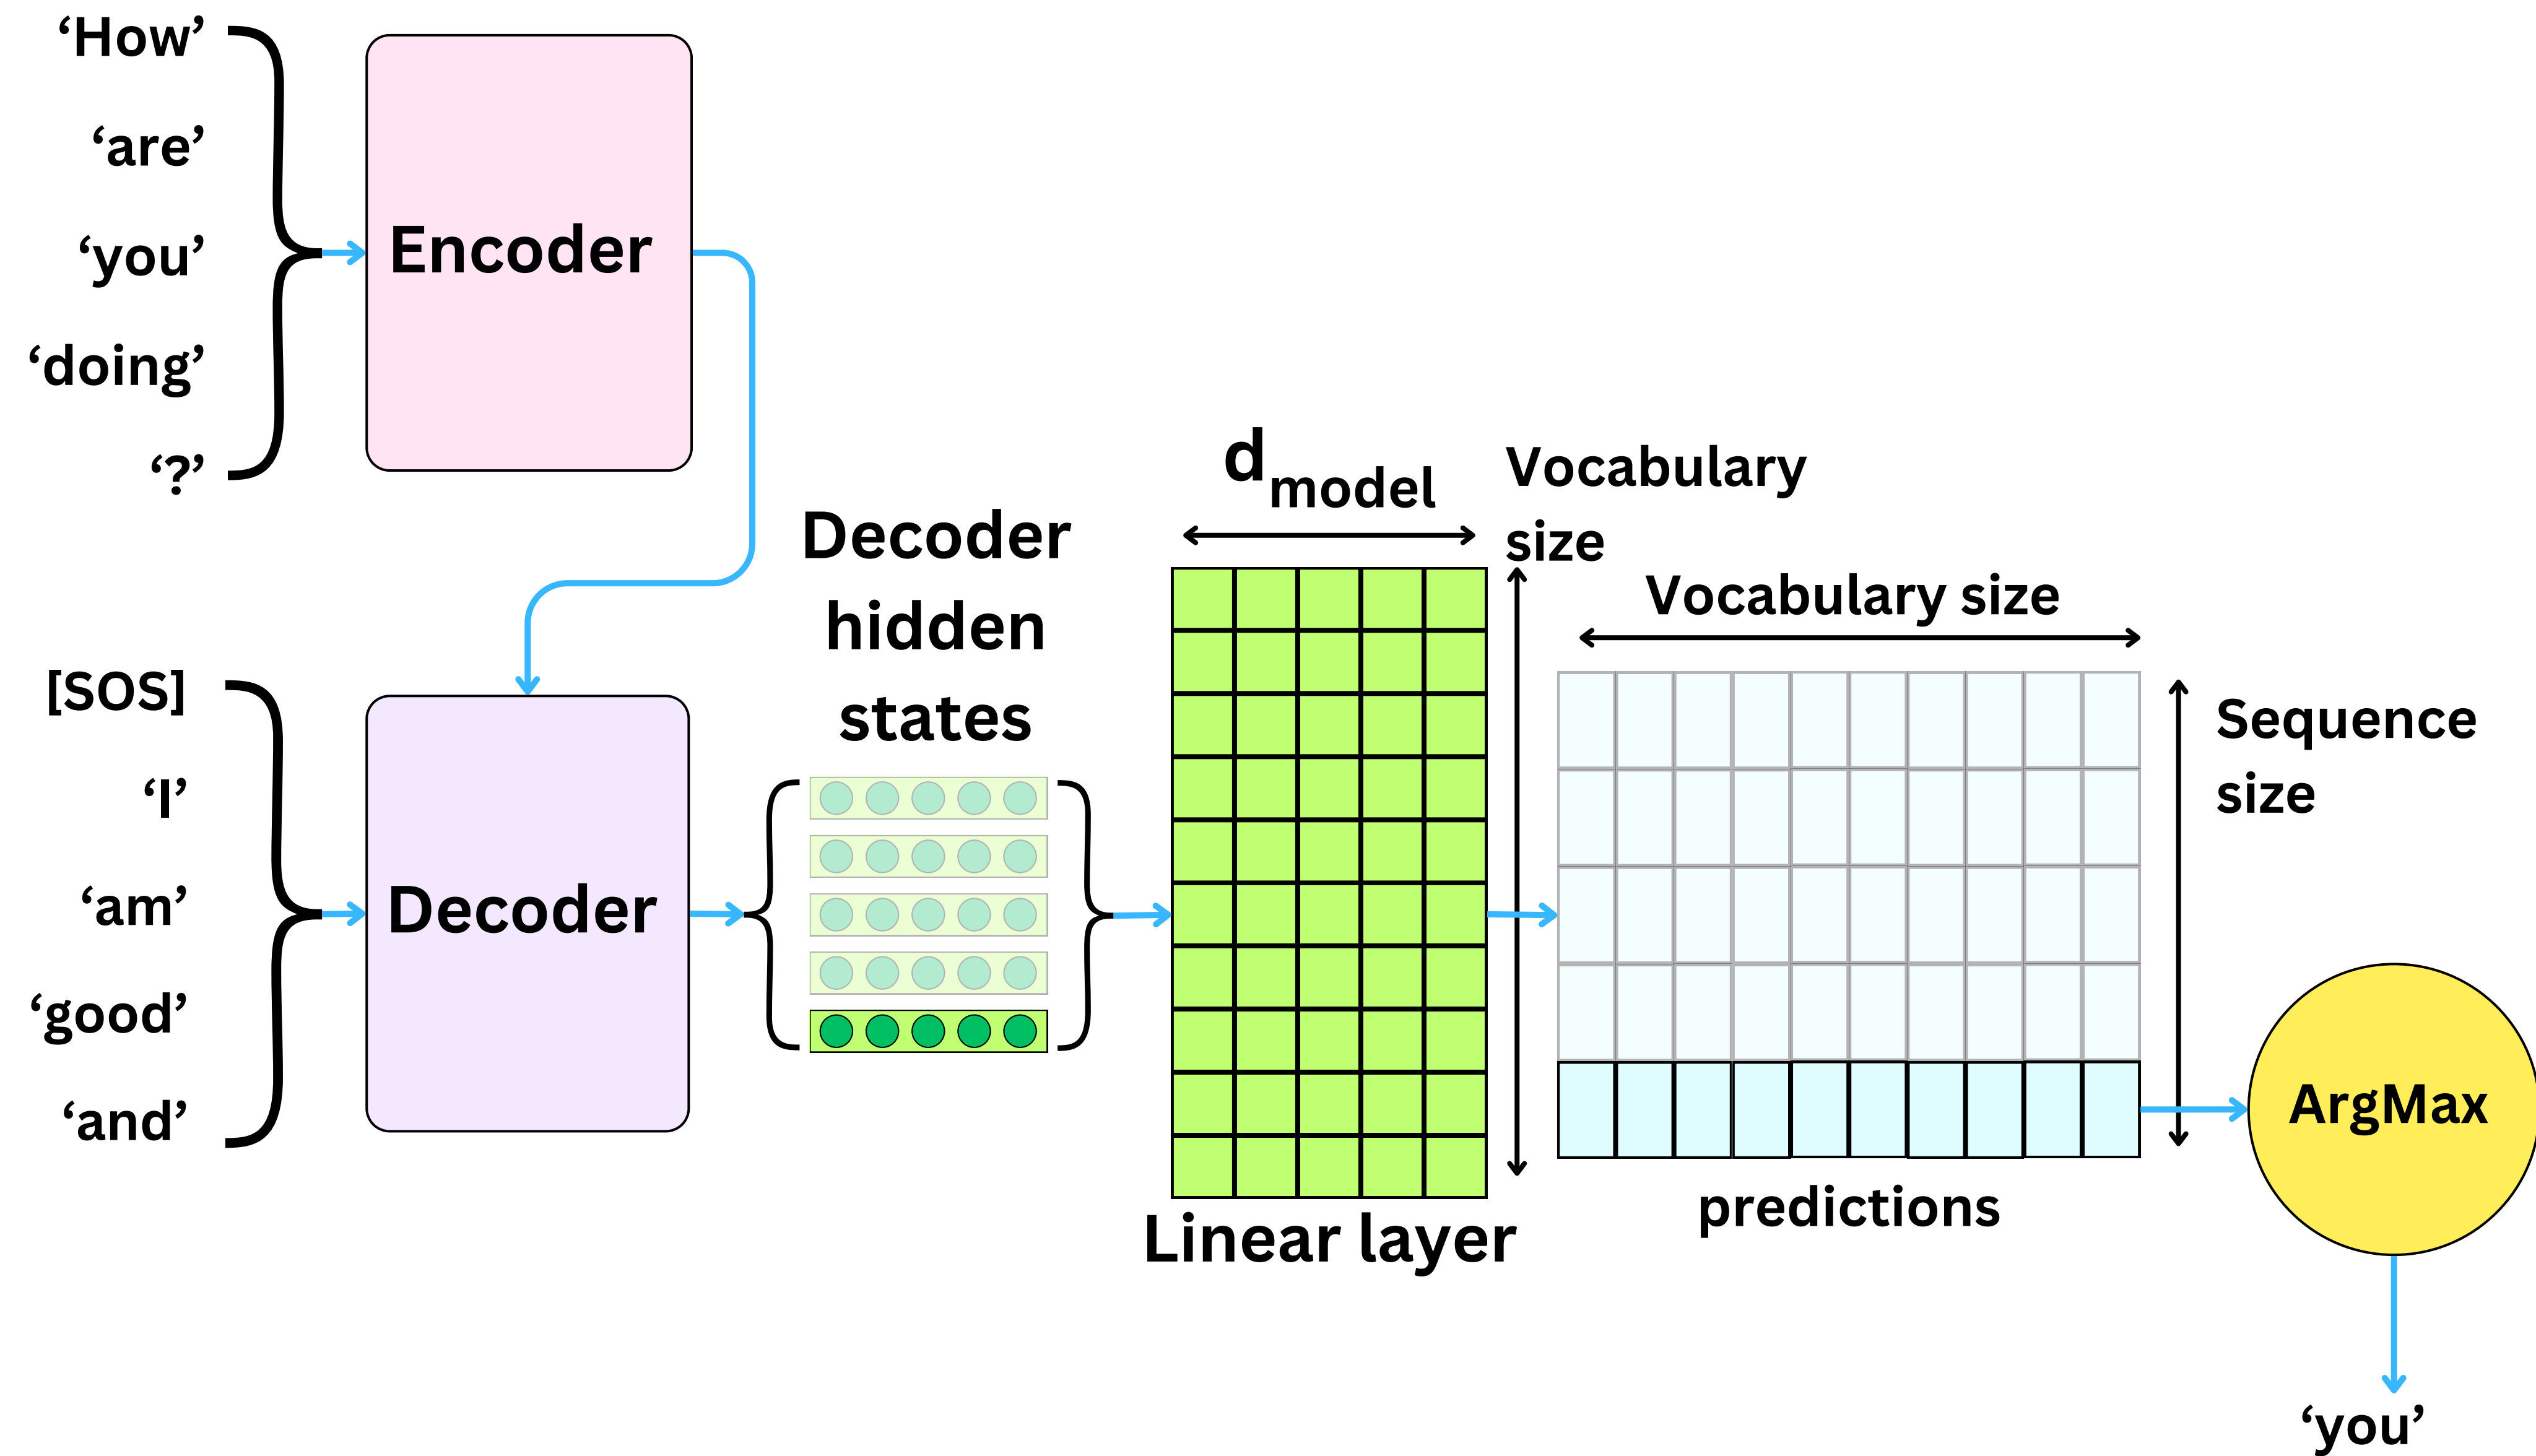 ‘How’
‘are’
‘you’
‘doing’
‘?’
Encoder
[SOS]
‘I’
‘am’
‘good’
‘and’
Decoder
Decoder
hidden
states
dmodel
Vocabulary
size
Linear layer
Vocabulary size
Sequence
size
predictions
ArgMax
‘you’